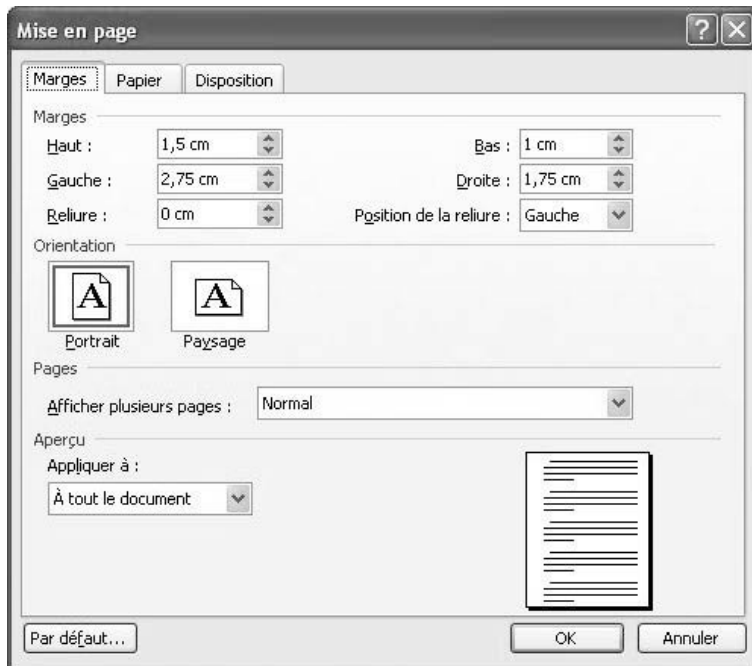 Mise en page
Marges Papier Disposition
Marges
Haut : 1,5 cm Bas : 1 cm
Gauche : 2,75 cm Droite : 1,75 cm
Reliure : 0 cm Position de la reliure : Gauche
Orientation
A A
Portrait Paysage
Pages
Afficher plusieurs pages : Normal
Aperçu
Appliquer à :
À tout le document
Par défaut... OK Annuler